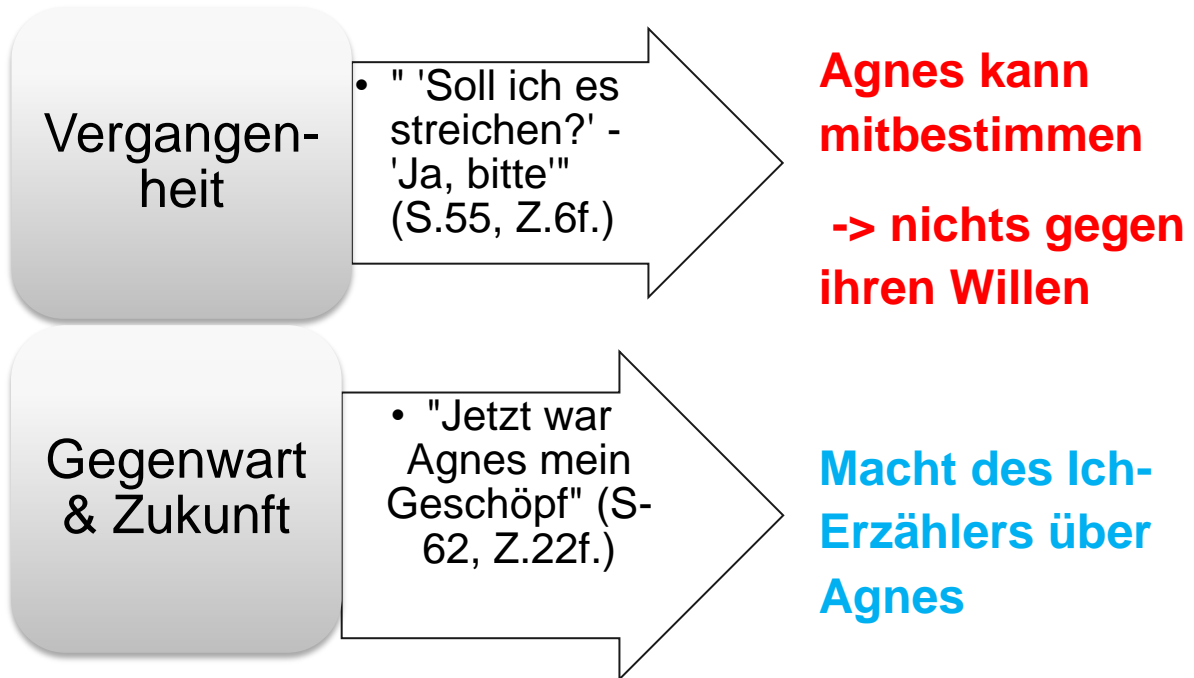 Vergangen-
heit
• " 'Soll ich es
streichen?' -
'Ja, bitte'"
(S.55, Z.6f.)
Agnes kann
mitbestimmen
-> nichts gegen
ihren Willen
Gegenwart
& Zukunft
• "Jetzt war
Agnes mein
Geschöpf" (S-
62, Z.22f.)
Macht des Ich-
Erzählers über
Agnes